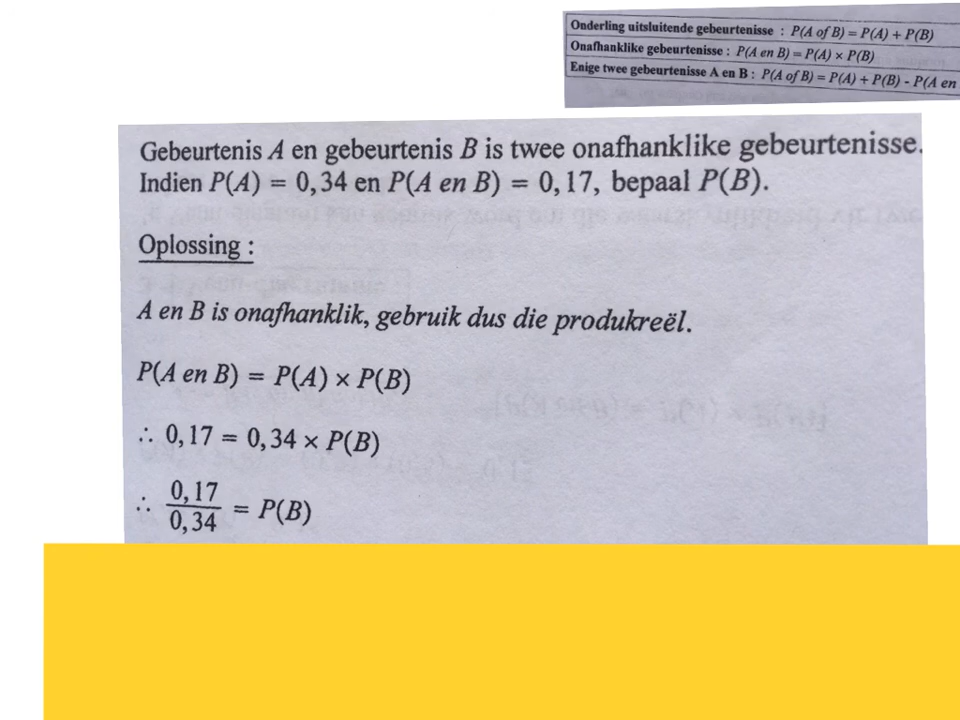 Onderling uitsluitende gebeurtenisse : P(A of B) = P(A) + P(B)
Onafhanklike gebeurtenisse : P(A en B) = P(A) × P(B)
Enige twee gebeurtenisse A en B : P(A of B) = P(A) + P(B) - P(A en
Gebeurtenis A en gebeurtenis B is twee onafhanklike gebeurtenisse.
Indien P(A) = 0,34 en P(A en B) = 0,17, bepaal P(B).
Oplossing :
A en B is onafhanklik, gebruik dus die produkreël.
P(A en B) = P(A) × P(B)
∴ 0,17 = 0,34 × P(B)
∴ 0,17/0,34 = P(B)